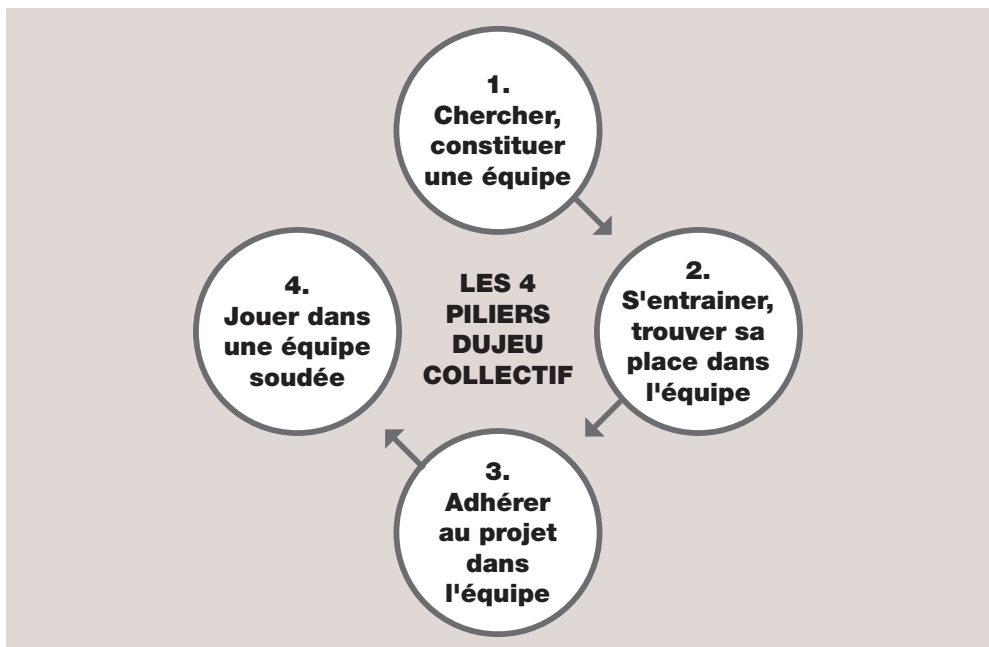 1.
Chercher,
constituer
une équipe
2.
S'entrainer,
trouver sa
place dans
l'équipe
3.
Adhérer
au projet
dans
l'équipe
4.
Jouer dans
une équipe
soudée
LES 4
PILIERS
DUJEU
COLLECTIF